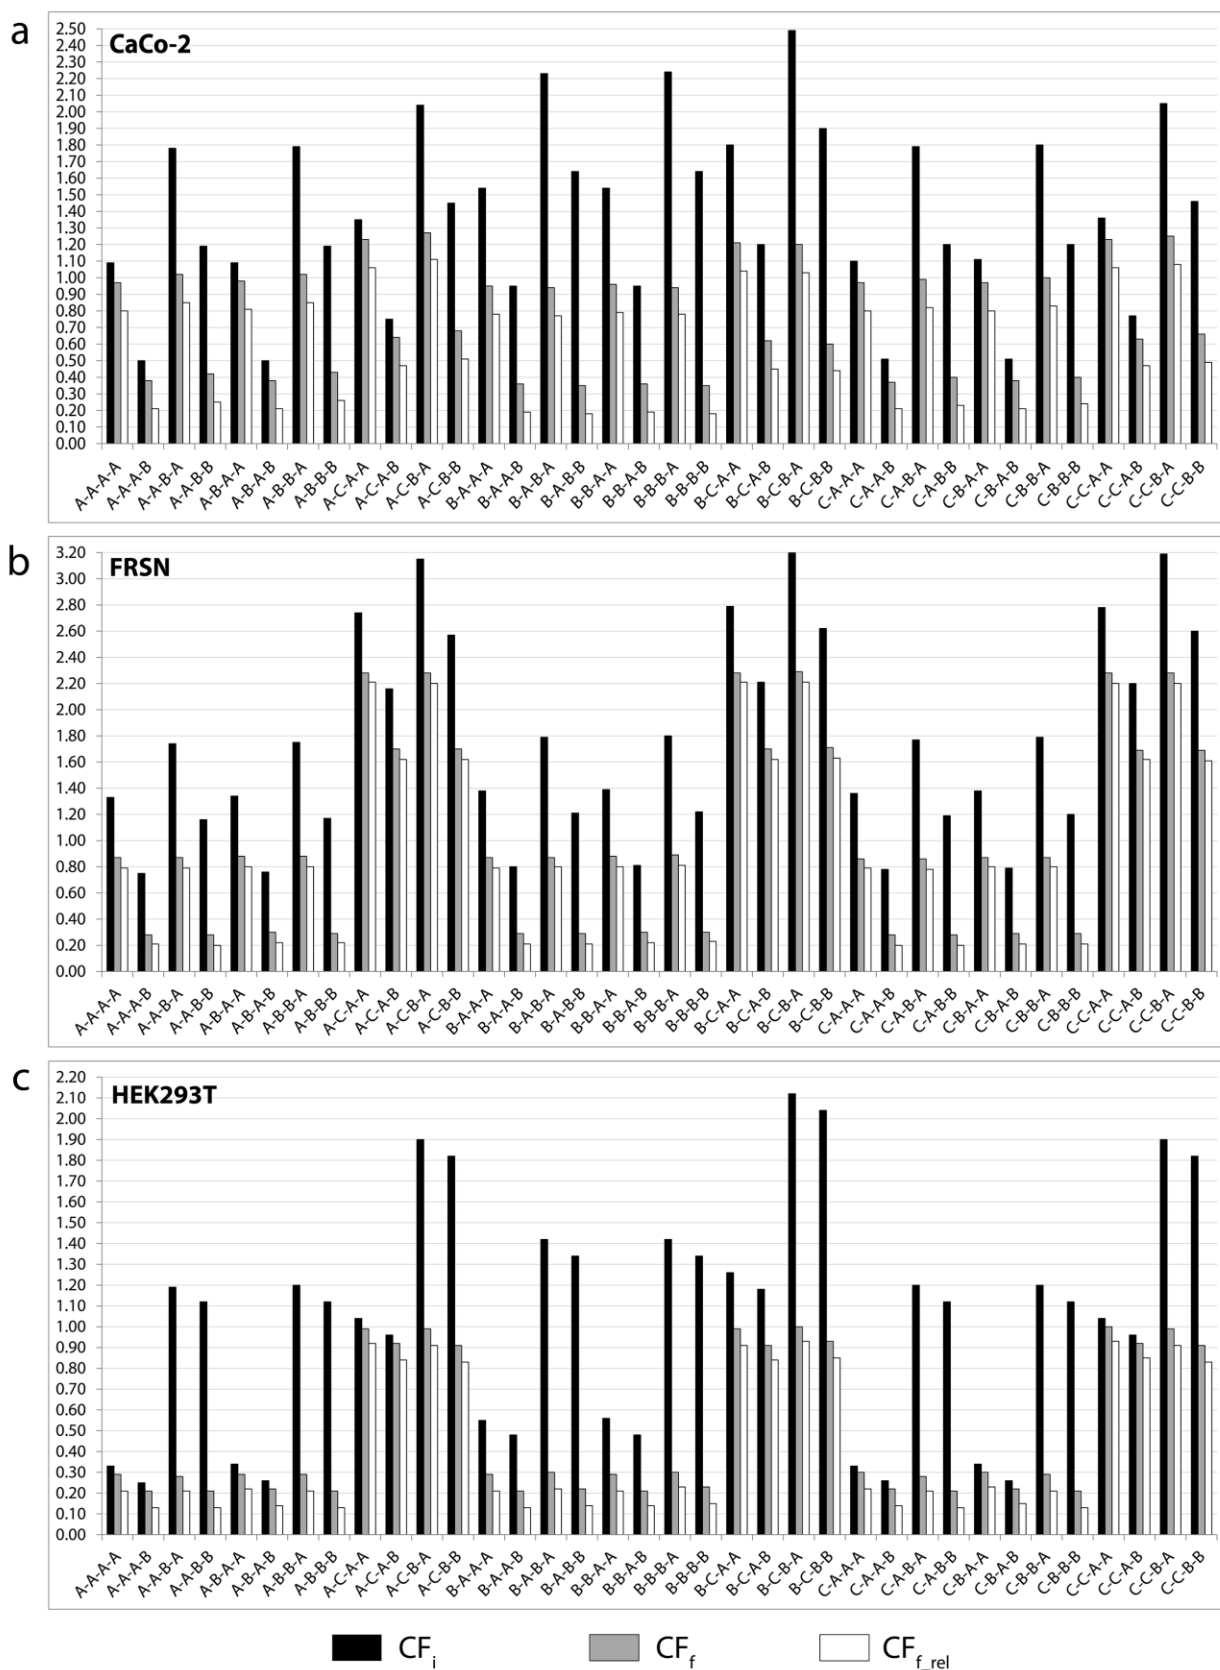 a
CaCo-2
2.50
2.40
2.30
2.20
2.10
2.00
1.90
1.80
1.70
1.60
1.50
1.40
1.30
1.20
1.10
1.00
0.90
0.80
0.70
0.60
0.50
0.40
0.30
0.20
0.10
0.00
A-A-A-A
A-A-A-B
A-A-B-A
A-A-B-B
A-B-A-A
A-B-A-B
A-B-B-A
A-B-B-B
A-C-A-A
A-C-A-B
A-C-B-A
A-C-B-B
B-A-A-A
B-A-A-B
B-A-B-A
B-A-B-B
B-B-A-A
B-B-A-B
B-B-B-A
B-B-B-B
B-C-A-A
B-C-A-B
B-C-B-A
B-C-B-B
C-A-A-A
C-A-A-B
C-A-B-A
C-A-B-B
C-B-A-A
C-B-A-B
C-B-B-A
C-B-B-B
C-C-A-A
C-C-A-B
C-C-B-A
C-C-B-B
b
FRSN
3.20
3.00
2.80
2.60
2.40
2.20
2.00
1.80
1.60
1.40
1.20
1.00
0.80
0.60
0.40
0.20
0.00
A-A-A-A
A-A-A-B
A-A-B-A
A-A-B-B
A-B-A-A
A-B-A-B
A-B-B-A
A-B-B-B
A-C-A-A
A-C-A-B
A-C-B-A
A-C-B-B
B-A-A-A
B-A-A-B
B-A-B-A
B-A-B-B
B-B-A-A
B-B-A-B
B-B-B-A
B-B-B-B
B-C-A-A
B-C-A-B
B-C-B-A
B-C-B-B
C-A-A-A
C-A-A-B
C-A-B-A
C-A-B-B
C-B-A-A
C-B-A-B
C-B-B-A
C-B-B-B
C-C-A-A
C-C-A-B
C-C-B-A
C-C-B-B
c
HEK293T
2.20
2.10
2.00
1.90
1.80
1.70
1.60
1.50
1.40
1.30
1.20
1.10
1.00
0.90
0.80
0.70
0.60
0.50
0.40
0.30
0.20
0.10
0.00
A-A-A-A
A-A-A-B
A-A-B-A
A-A-B-B
A-B-A-A
A-B-A-B
A-B-B-A
A-B-B-B
A-C-A-A
A-C-A-B
A-C-B-A
A-C-B-B
B-A-A-A
B-A-A-B
B-A-B-A
B-A-B-B
B-B-A-A
B-B-A-B
B-B-B-A
B-B-B-B
B-C-A-A
B-C-A-B
B-C-B-A
B-C-B-B
C-A-A-A
C-A-A-B
C-A-B-A
C-A-B-B
C-B-A-A
C-B-A-B
C-B-B-A
C-B-B-B
C-C-A-A
C-C-A-B
C-C-B-A
C-C-B-B
CFi CFf CFf_rel